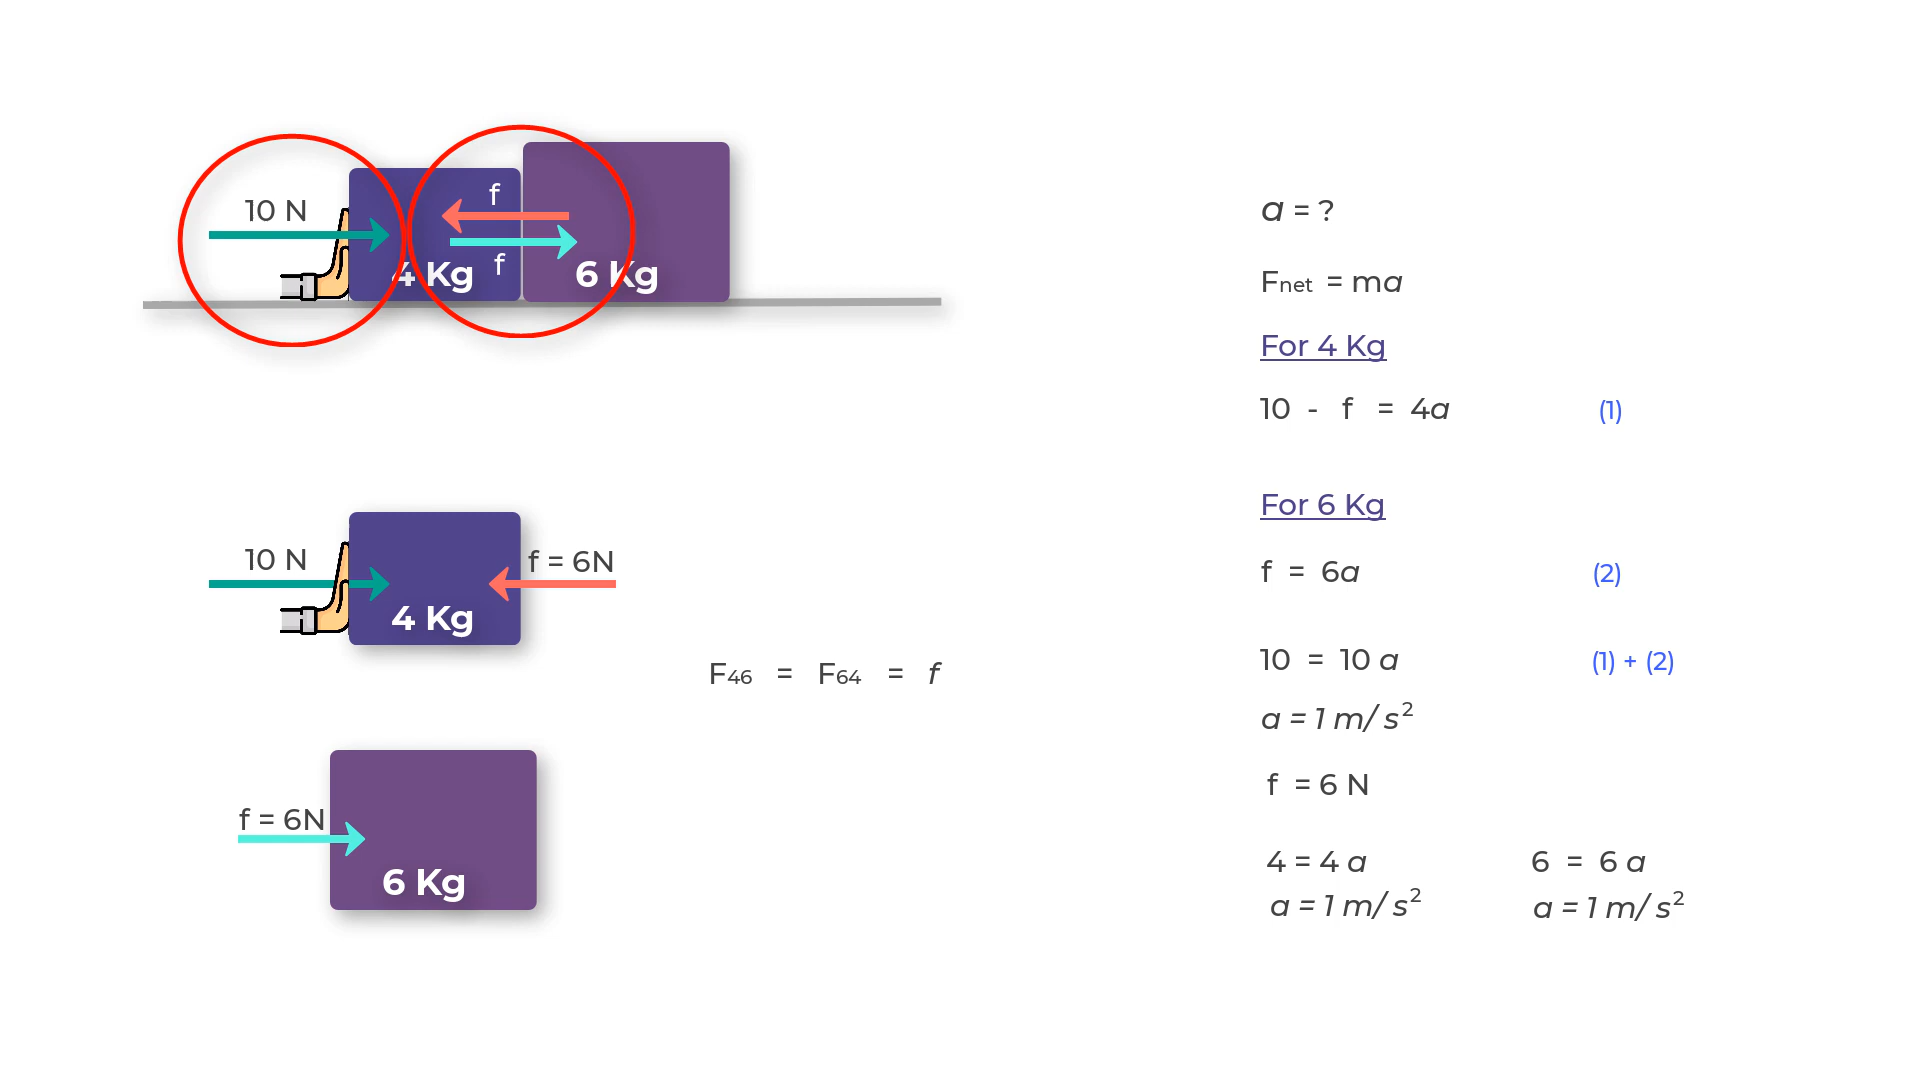 10 N
f
f
4 Kg
6 Kg
10 N
f = 6N
4 Kg
F46 = F64 = f
f = 6N
6 Kg
a = ?
Fnet = ma
For 4 Kg
10 - f = 4a (1)
For 6 Kg
f = 6a (2)
10 = 10 a (1) + (2)
a = 1 m/ s²
f = 6 N
4 = 4 a 6 = 6 a
a = 1 m/ s² a = 1 m/ s²